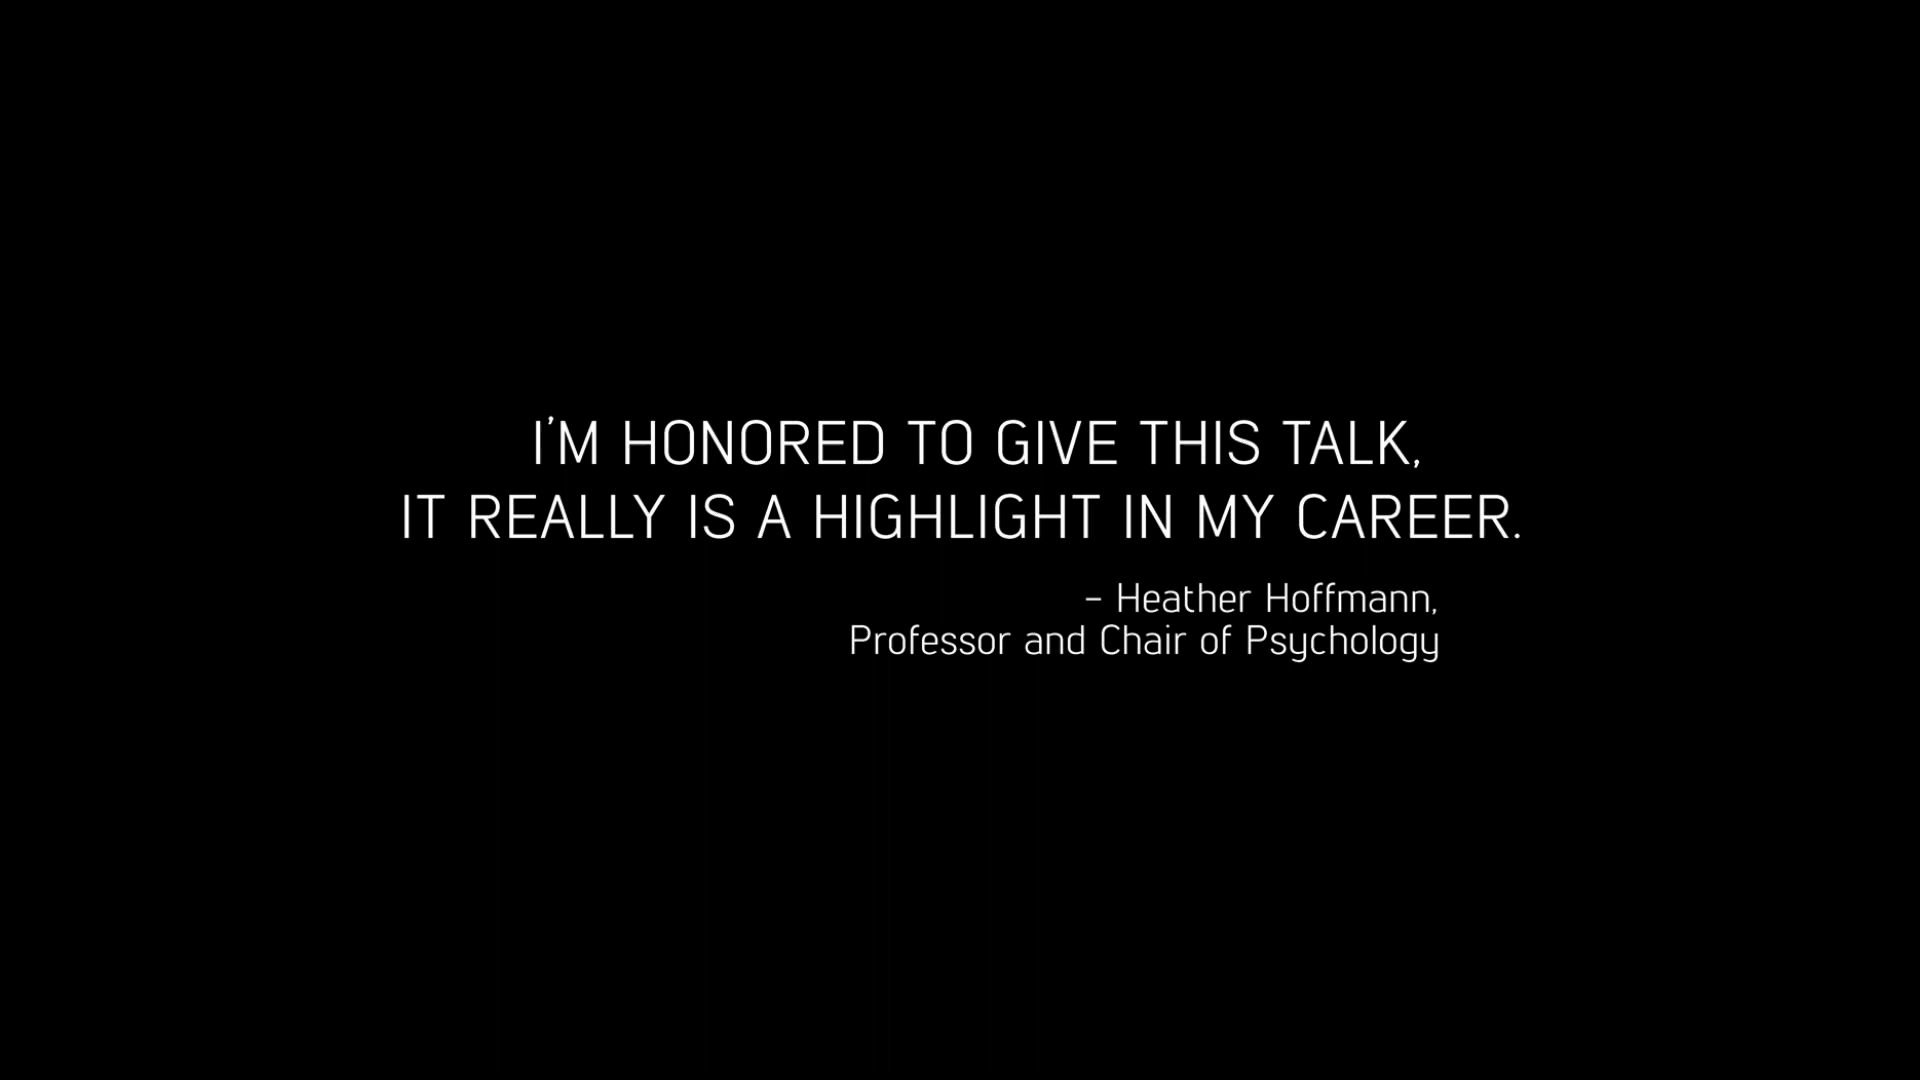 I’M HONORED TO GIVE THIS TALK,
IT REALLY IS A HIGHLIGHT IN MY CAREER.
– Heather Hoffmann,
Professor and Chair of Psychology